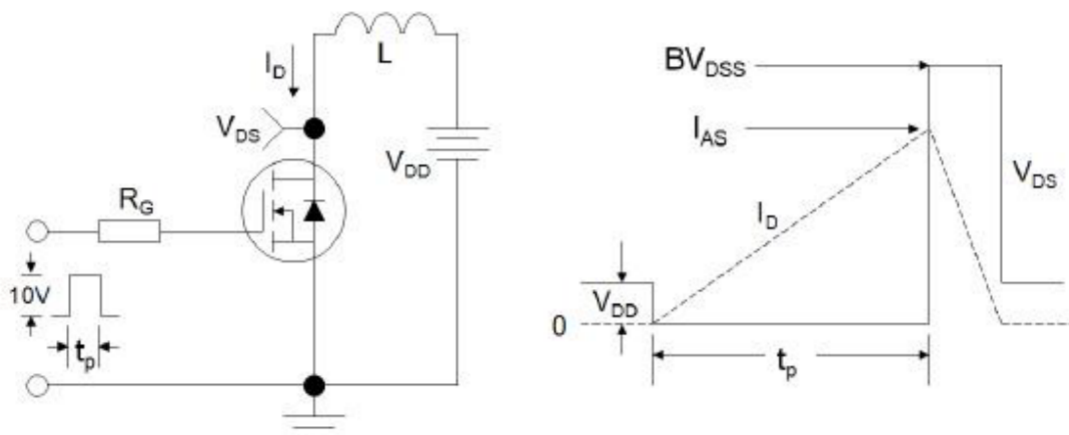 L
I_D
V_DS
V_DD
R_G
10V
t_p
BV_DSS
I_AS
V_DS
I_D
V_DD
0
t_p